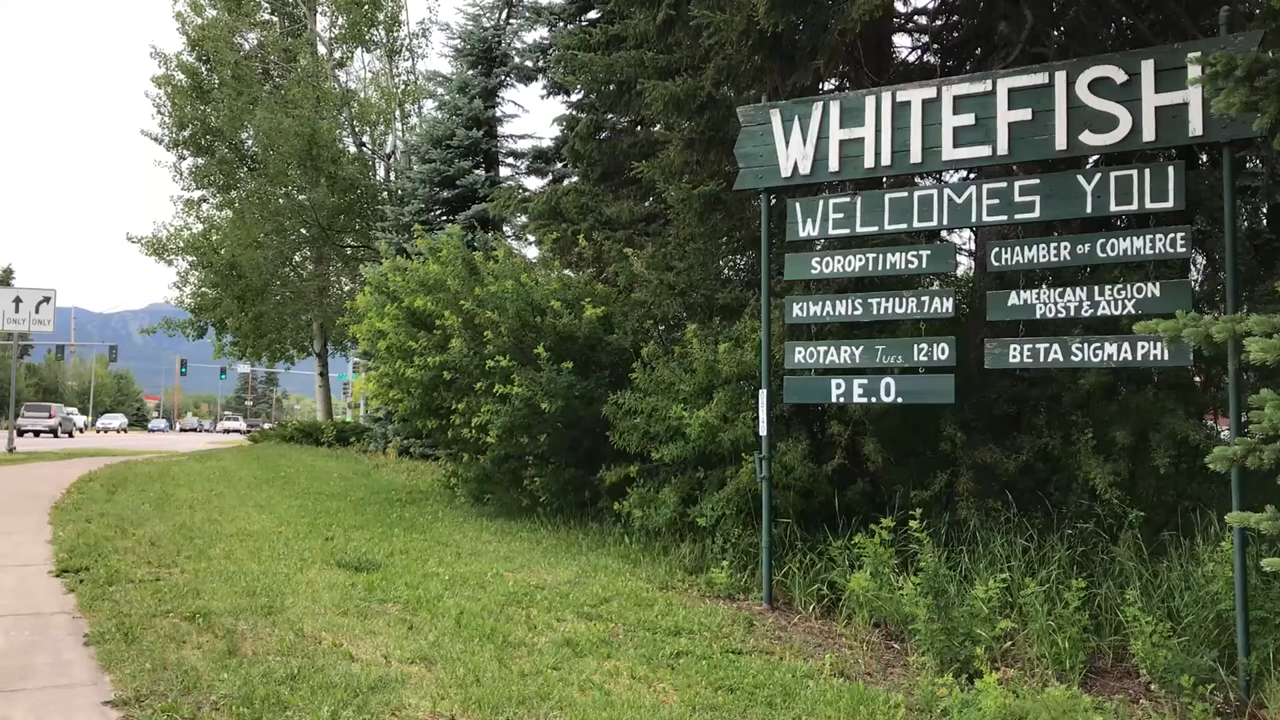 WHITEFISH
WELCOMES YOU
SOROPTIMIST
KIWANIS THUR. 7AM
ROTARY TUES. 12:10
P.E.O.
CHAMBER OF COMMERCE
AMERICAN LEGION
POST & AUX.
BETA SIGMA PHI
ONLY ONLY